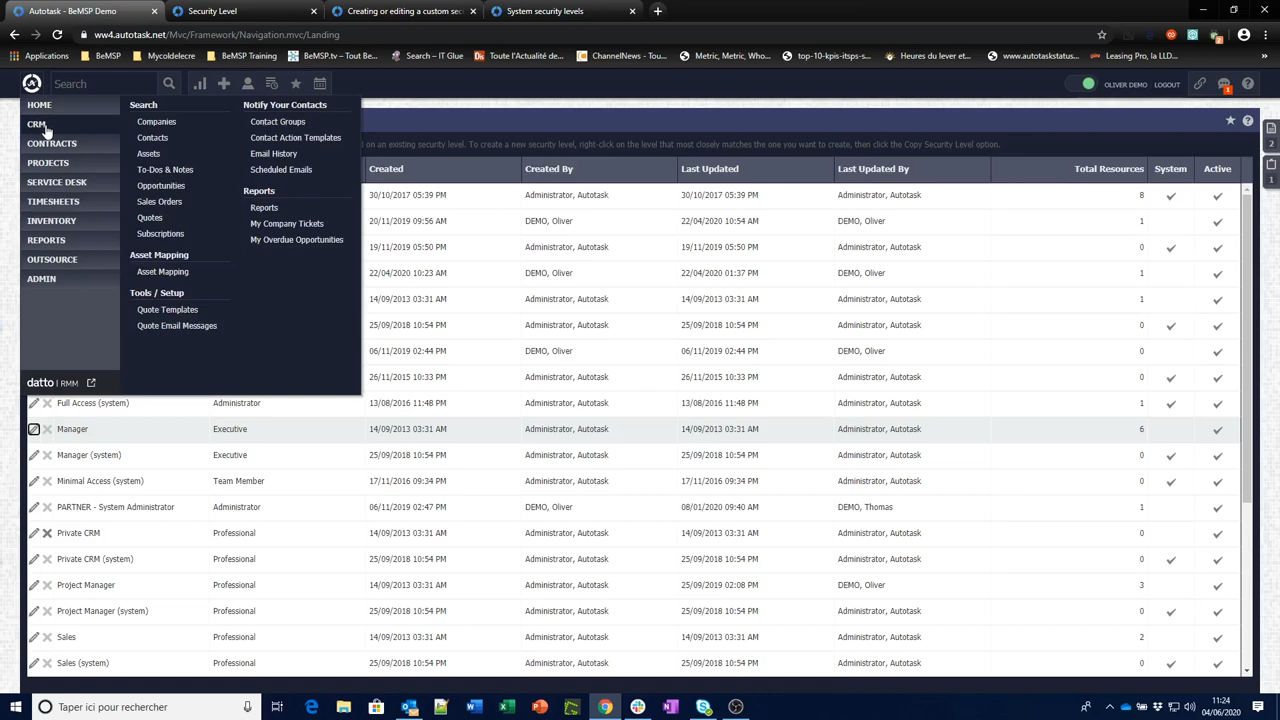 Autotask - BeMSP Demo
Security Level
Creating or editing a custom sec
System security levels
ww4.autotask.net/Mvc/Framework/Navigation.mvc/Landing
Applications
BeMSP
Mycoldelecre
BeMSP Training
Search – IT Glue
Toute l'Actualité de...
ChannelNews
Metric, Metric, Who...
top-10-kpis-itsps-s...
Heures et lieux du...
www.autotaskstatus...
Leasing Pro, la LLD...
Search
OLIVER DEMO
LOGOUT
1
HOME
CRM
CONTRACTS
PROJECTS
SERVICE DESK
TIMESHEETS
INVENTORY
REPORTS
OUTSOURCE
ADMIN
datto | RMM
Search
Companies
Contacts
Assets
To-Dos & Notes
Opportunities
Sales Orders
Quotes
Subscriptions
Asset Mapping
Asset Mapping
Tools / Setup
Quote Templates
Quote Email Messages
Notify Your Contacts
Contact Groups
Contact Action Templates
Email History
Scheduled Emails
Reports
Reports
My Company Tickets
My Overdue Opportunities
2
1
d on an existing security level. To create a new security level, right-click on the level that most closely matches the one you want to create, then click the Copy Security Level option.
Created Created By Last Updated Last Updated By Total Resources System Active
30/10/2017 05:39 PM Administrator, Autotask 30/10/2017 05:39 PM Administrator, Autotask 8
20/11/2019 09:56 AM DEMO, Oliver 22/04/2020 10:54 AM DEMO, Oliver 1
19/11/2019 05:50 PM Administrator, Autotask 19/11/2019 05:50 PM Administrator, Autotask 0
22/04/2020 10:23 AM DEMO, Oliver 22/04/2020 01:37 PM DEMO, Oliver 1
14/09/2013 03:31 AM Administrator, Autotask 14/09/2013 03:31 AM Administrator, Autotask 1
25/09/2018 10:54 PM Administrator, Autotask 25/09/2018 10:54 PM Administrator, Autotask 0
06/11/2019 02:44 PM DEMO, Oliver 06/11/2019 02:44 PM DEMO, Oliver 0
26/11/2015 10:33 PM Administrator, Autotask 26/11/2015 10:33 PM Administrator, Autotask 0
Full Access (system) Administrator 13/08/2016 11:48 PM Administrator, Autotask 13/08/2016 11:48 PM Administrator, Autotask 1
Manager Executive 14/09/2013 03:31 AM Administrator, Autotask 14/09/2013 03:31 AM Administrator, Autotask 6
Manager (system) Executive 25/09/2018 10:54 PM Administrator, Autotask 25/09/2018 10:54 PM Administrator, Autotask 0
Minimal Access (system) Team Member 17/11/2016 09:34 PM Administrator, Autotask 17/11/2016 09:34 PM Administrator, Autotask 0
PARTNER - System Administrator Administrator 06/11/2019 02:47 PM DEMO, Oliver 08/01/2020 09:40 AM DEMO, Thomas 1
Private CRM Professional 14/09/2013 03:31 AM Administrator, Autotask 14/09/2013 03:31 AM Administrator, Autotask 0
Private CRM (system) Professional 25/09/2018 10:54 PM Administrator, Autotask 25/09/2018 10:54 PM Administrator, Autotask 0
Project Manager Professional 14/09/2013 03:31 AM Administrator, Autotask 25/09/2019 02:08 PM DEMO, Oliver 3
Project Manager (system) Professional 25/09/2018 10:54 PM Administrator, Autotask 25/09/2018 10:54 PM Administrator, Autotask 0
Sales Professional 14/09/2013 03:31 AM Administrator, Autotask 14/09/2013 03:31 AM Administrator, Autotask 2
Sales (system) Professional 25/09/2018 10:54 PM Administrator, Autotask 25/09/2018 10:54 PM Administrator, Autotask 0
Taper ici pour rechercher
11:24
04/06/2020